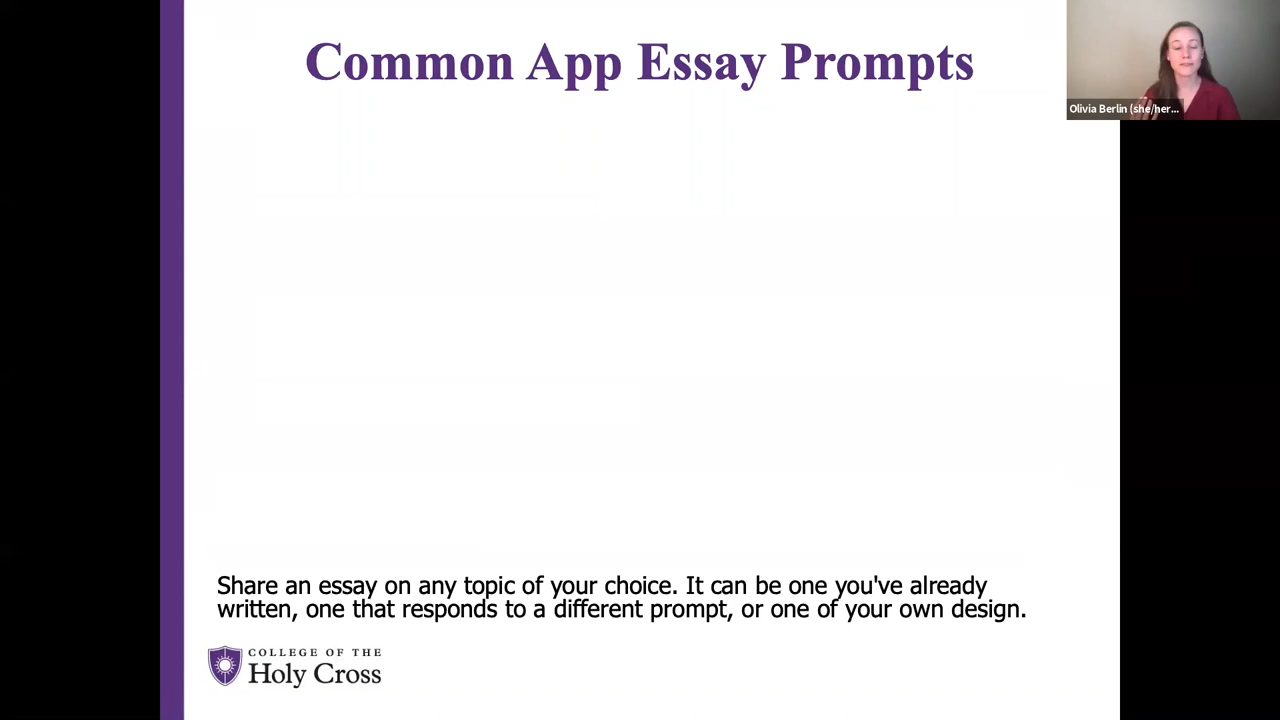 Common App Essay Prompts
Olivia Berlin (she/her...
Share an essay on any topic of your choice. It can be one you've already
written, one that responds to a different prompt, or one of your own design.
COLLEGE OF THE
Holy Cross